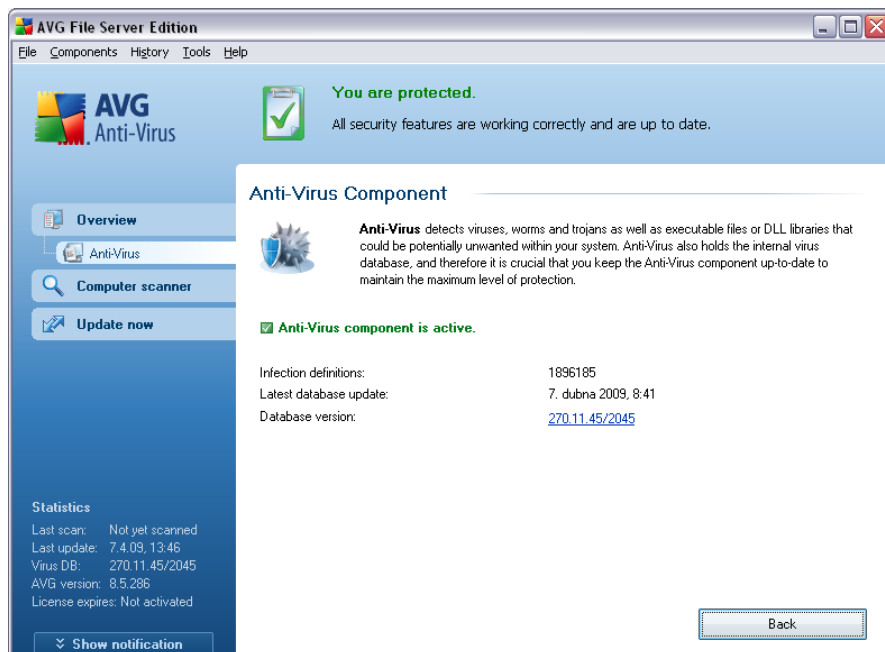 AVG File Server Edition
File Components History Tools Help
AVG
Anti-Virus
You are protected.
All security features are working correctly and are up to date.
Overview
Anti-Virus
Computer scanner
Update now
Anti-Virus Component
Anti-Virus detects viruses, worms and trojans as well as executable files or DLL libraries that
could be potentially unwanted within your system. Anti-Virus also holds the internal virus
database, and therefore it is crucial that you keep the Anti-Virus component up-to-date to
maintain the maximum level of protection.
Anti-Virus component is active.
Infection definitions: 1896185
Latest database update: 7. dubna 2009, 8:41
Database version: 270.11.45/2045
Statistics
Last scan: Not yet scanned
Last update: 7.4.09, 13:46
Virus DB: 270.11.45/2045
AVG version: 8.5.286
License expires: Not activated
Show notification
Back